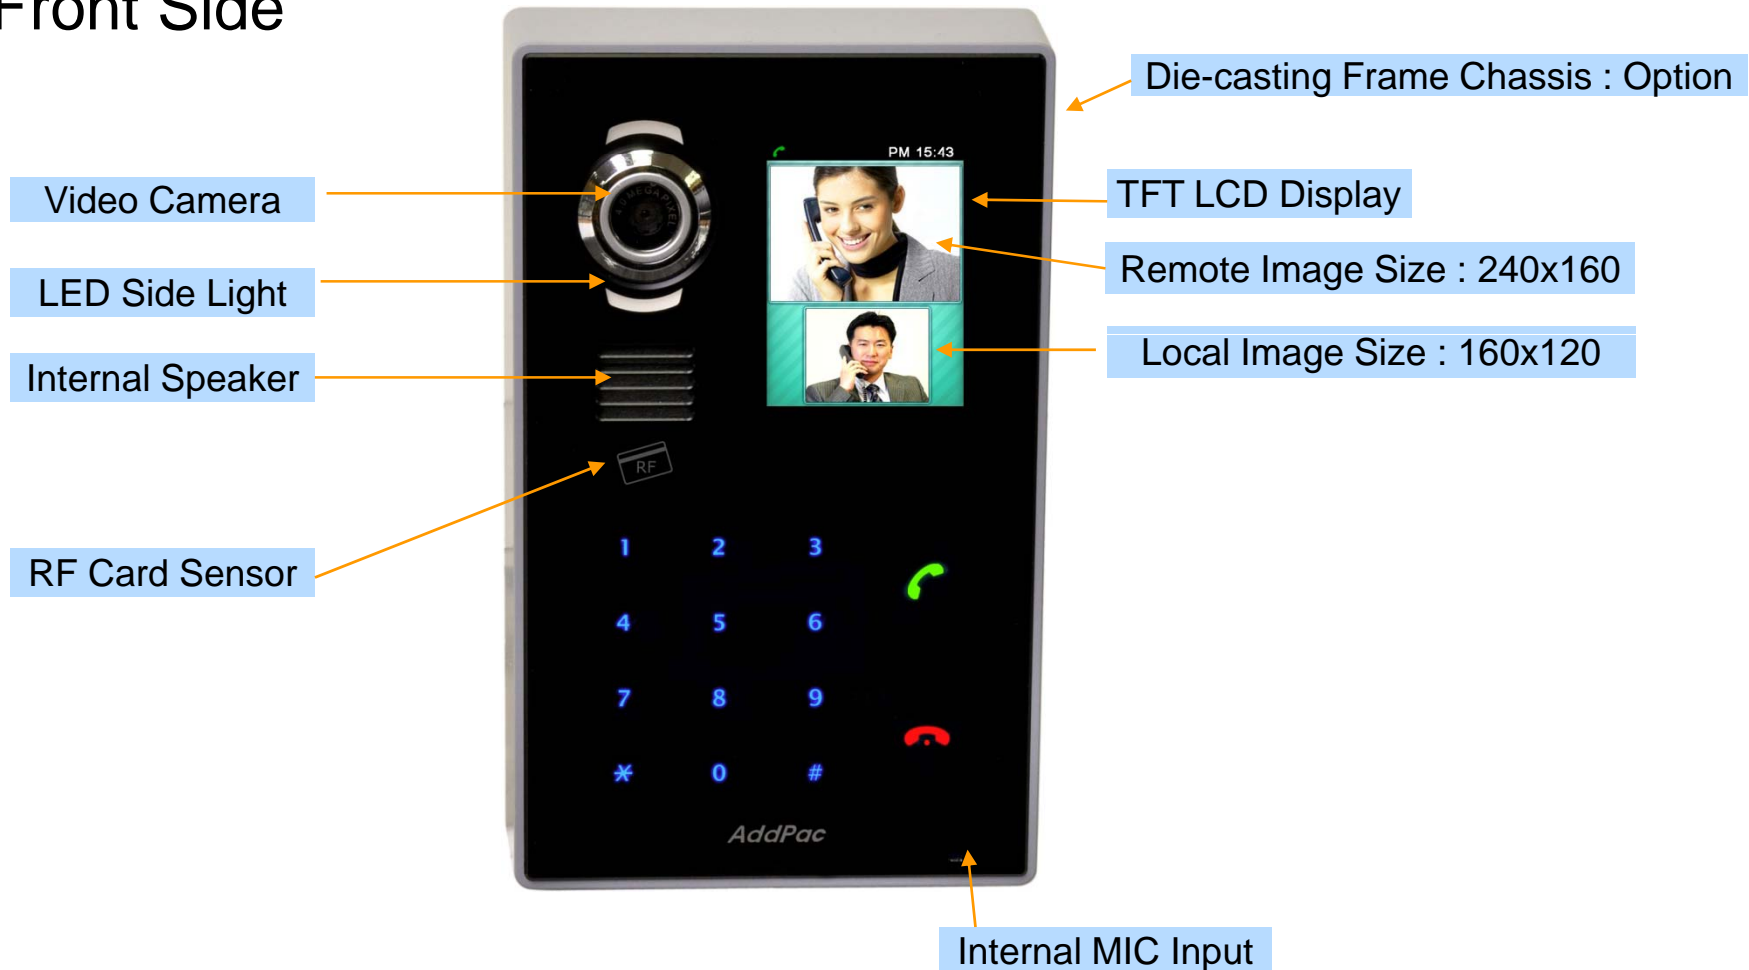 Front Side
Die-casting Frame Chassis : Option
PM 15:43
Video Camera
TFT LCD Display
Remote Image Size : 240x160
LED Side Light
Local Image Size : 160x120
Internal Speaker
RF
RF Card Sensor
1 2 3
4 5 6
7 8 9
* 0 #
AddPac
Internal MIC Input